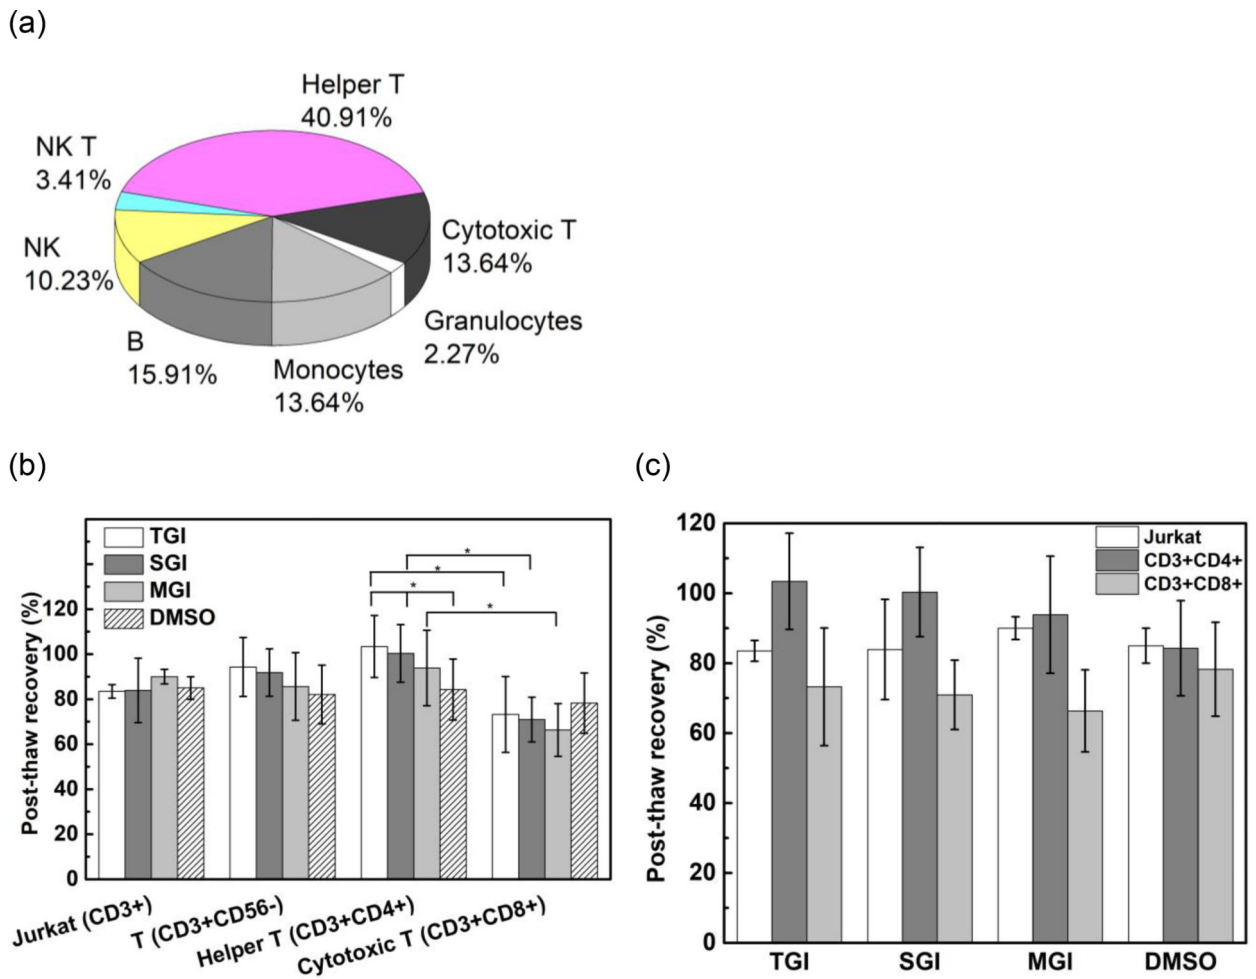 (a)
Helper T
40.91%
NK T
3.41%
Cytotoxic T
13.64%
NK
10.23%
Granulocytes
2.27%
B
15.91%
Monocytes
13.64%
(b)
TGI
SGI
MGI
DMSO
*
*
*
*
Post-thaw recovery (%)
120
100
80
60
40
20
0
Jurkat (CD3+)
T (CD3+CD56-)
Helper T (CD3+CD4+)
Cytotoxic T (CD3+CD8+)
(c)
Jurkat
CD3+CD4+
CD3+CD8+
Post-thaw recovery (%)
120
100
80
60
40
20
0
TGI
SGI
MGI
DMSO